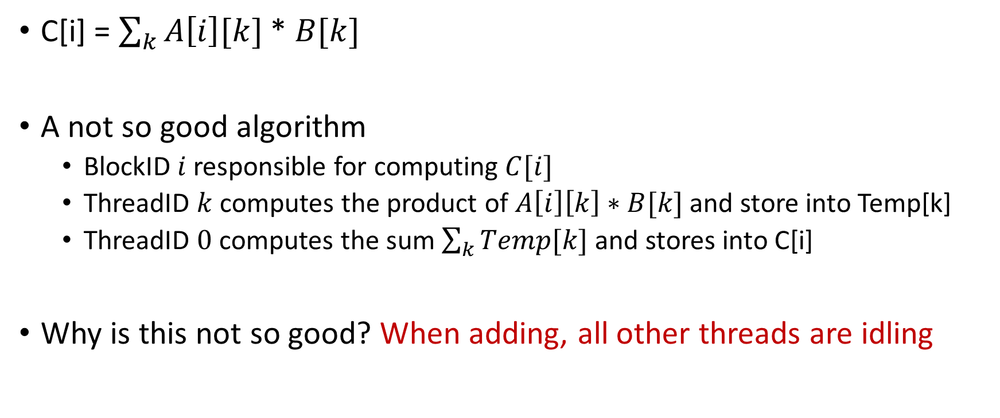 • C[i] = ∑ₖ A[i][k] * B[k]
• A not so good algorithm
• BlockID i responsible for computing C[i]
• ThreadID k computes the product of A[i][k] ∗ B[k] and store into Temp[k]
• ThreadID 0 computes the sum ∑ₖ Temp[k] and stores into C[i]
• Why is this not so good? When adding, all other threads are idling